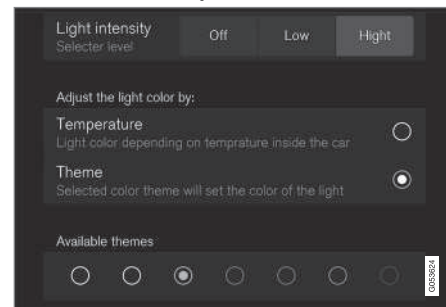 Light intensity
Off
Low
Hight
Selecter level
Adjust the light color by:
Temperature
Light color depending on temprature inside the car
Theme
Selected color theme will set the color of the light
Available themes
G053624